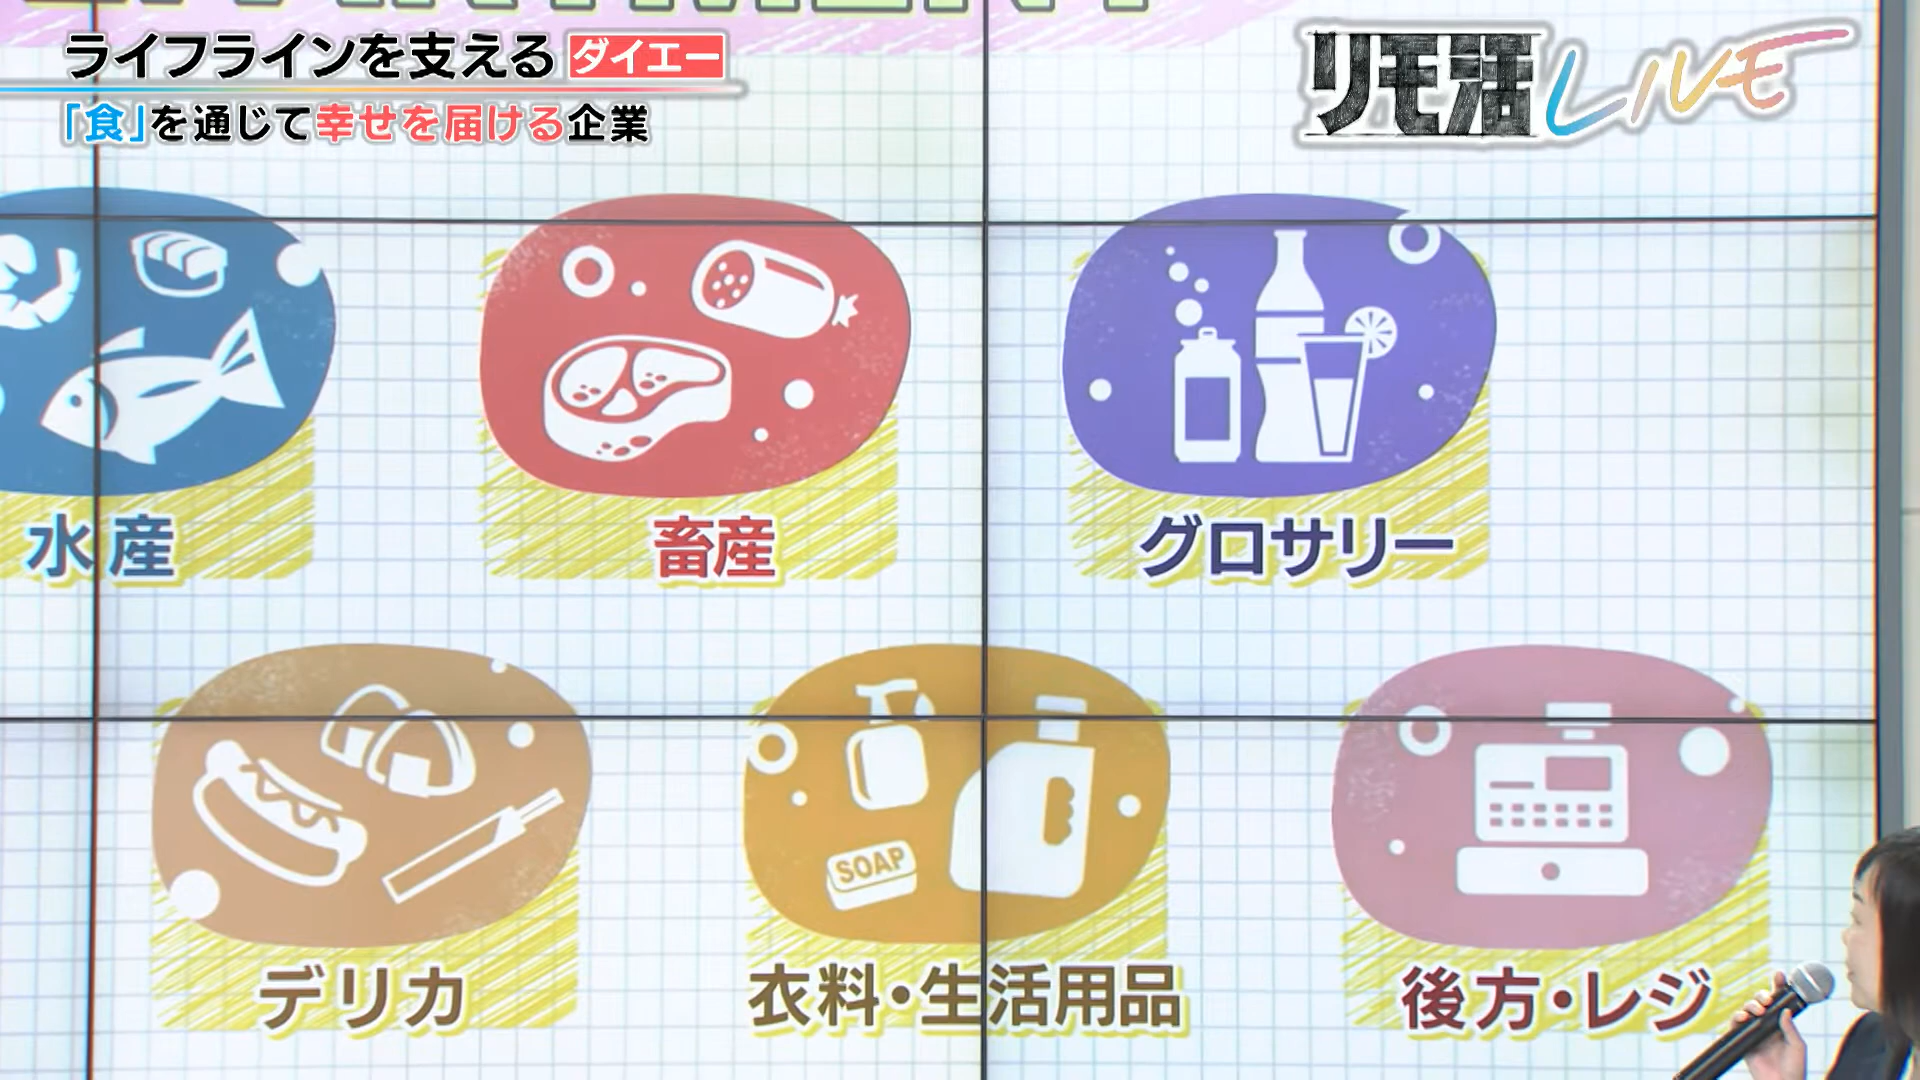 ライフラインを支える ダイエー
「食」を通じて幸せを届ける企業
リモ活LIVE
水産
畜産
グロサリー
SOAP
デリカ
衣料・生活用品
後方・レジ